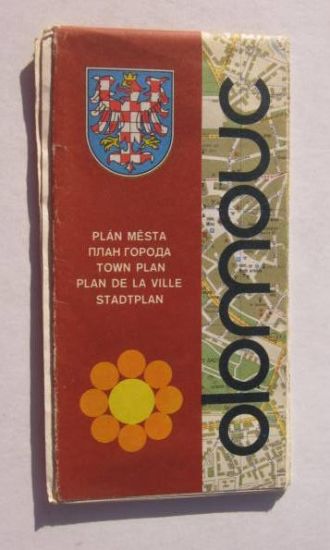 PLÁN MĚSTA
ПЛАН ГОРОДА
TOWN PLAN
PLAN DE LA VILLE
STADTPLAN
olomouc